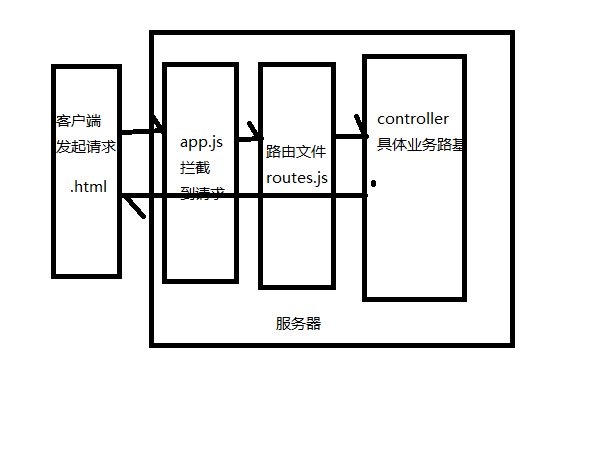 客户端
发起请求
.html
app.js
拦截
到请求
路由文件
routes.js
controller
具体业务路基
服务器